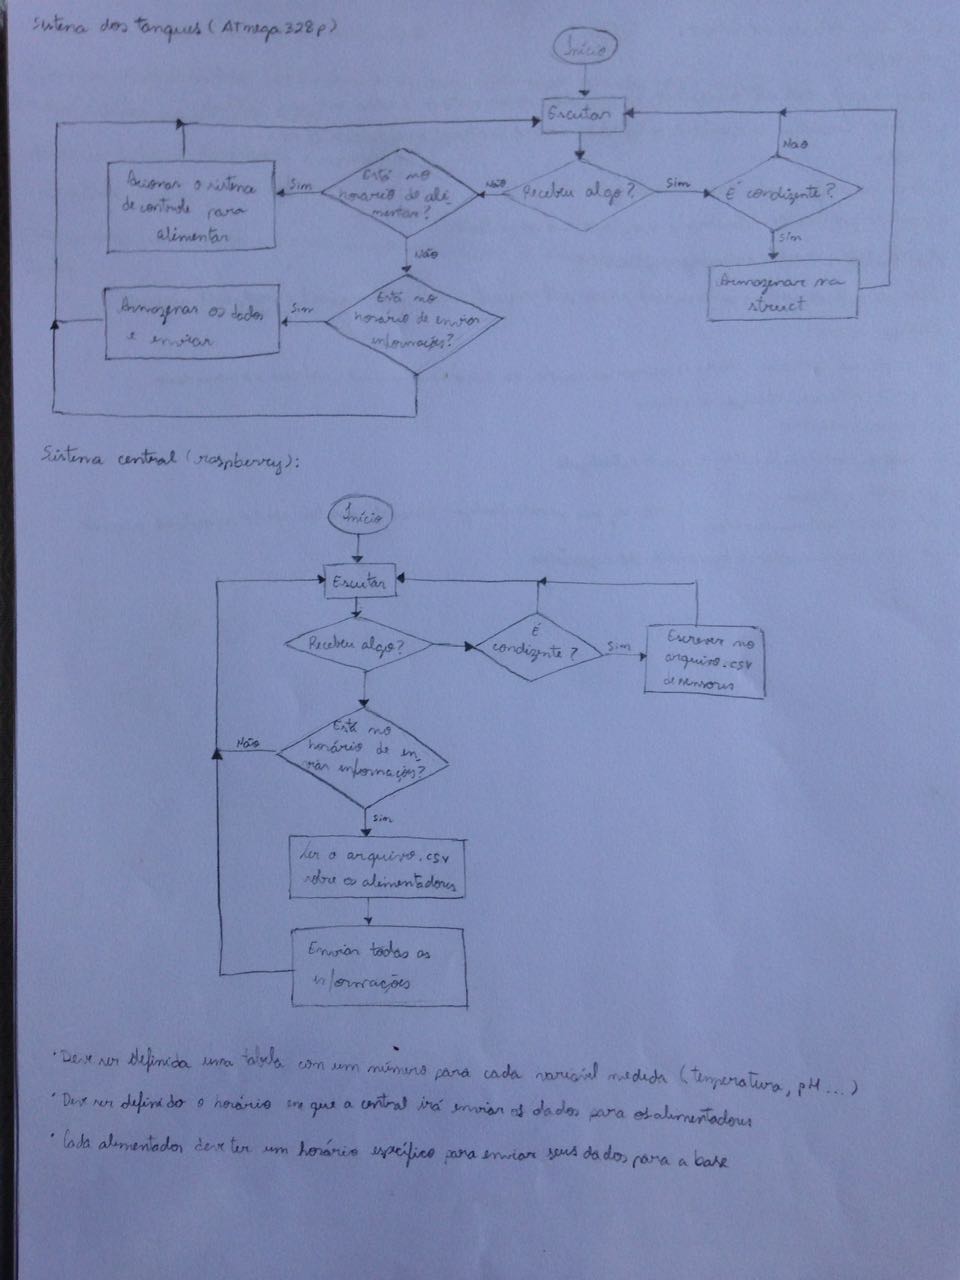 Sistema dos tanques (ATmega328p)
Início
Escutar
Não
Acionar o sistema
de controle para
alimentar
Sim
Está no
horário de ali-
mentar?
Não
Recebeu algo?
Sim
É condizente?
Não
Sim
Armazenar os dados
e enviar
Sim
Está no
horário de enviar
informações?
Armazenar na
struct
Sistema central (raspberry):
Início
Escutar
Recebeu algo?
É
condizente?
Sim
Escrever no
arquivo.csv
de sensores
Não
Está no
horário de en-
viar informações?
Sim
Ler o arquivo.csv
sobre os alimentadores
Enviar todas as
informações
• Deve ser definida uma tabela com um número para cada variável medida (temperatura, pH...)
• Deve ser definido o horário em que a central irá enviar os dados para os alimentadores
• Cada alimentador deve ter um horário específico para enviar seus dados para a base